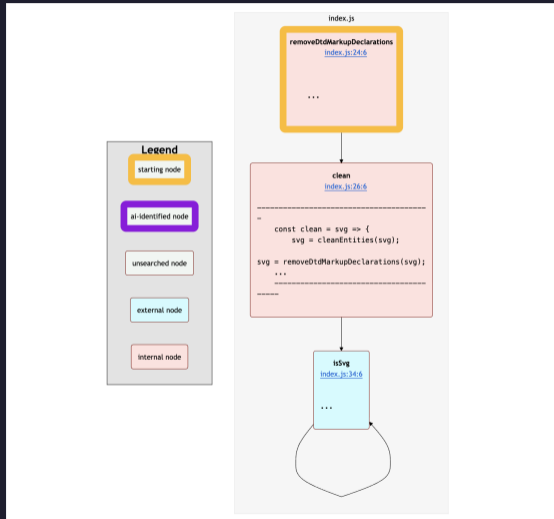 index.js
removeDtdMarkupDeclarations
index.js:24:6
...
Legend
starting node
ai-identified node
unsearched node
external node
internal node
clean
index.js:26:6
----------------------------------------
-
const clean = svg => {
svg = cleanEntities(svg);
svg = removeDtdMarkupDeclarations(svg);
...
------------------------------------
-----
isSvg
index.js:34:6
...